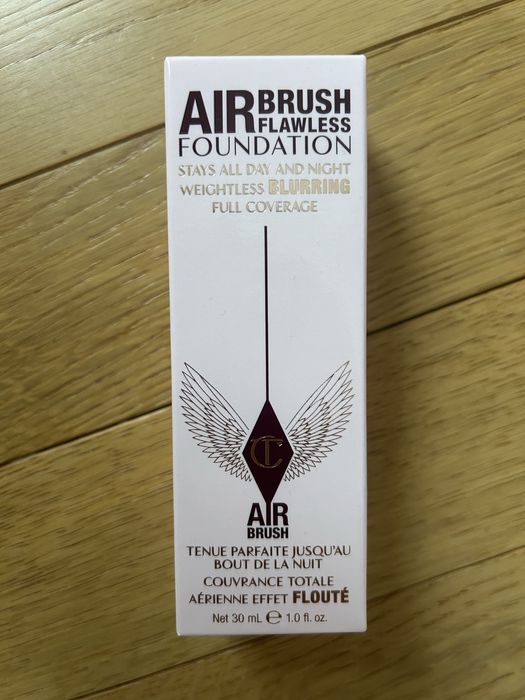 AIRBRUSH
FLAWLESS
FOUNDATION
STAYS ALL DAY AND NIGHT
WEIGHTLESS BLURRING
FULL COVERAGE
CT
AIR
BRUSH
TENUE PARFAITE JUSQU'AU
BOUT DE LA NUIT
COUVRANCE TOTALE
AÉRIENNE EFFET FLOUTÉ
Net 30 mL ℮ 1.0 fl. oz.